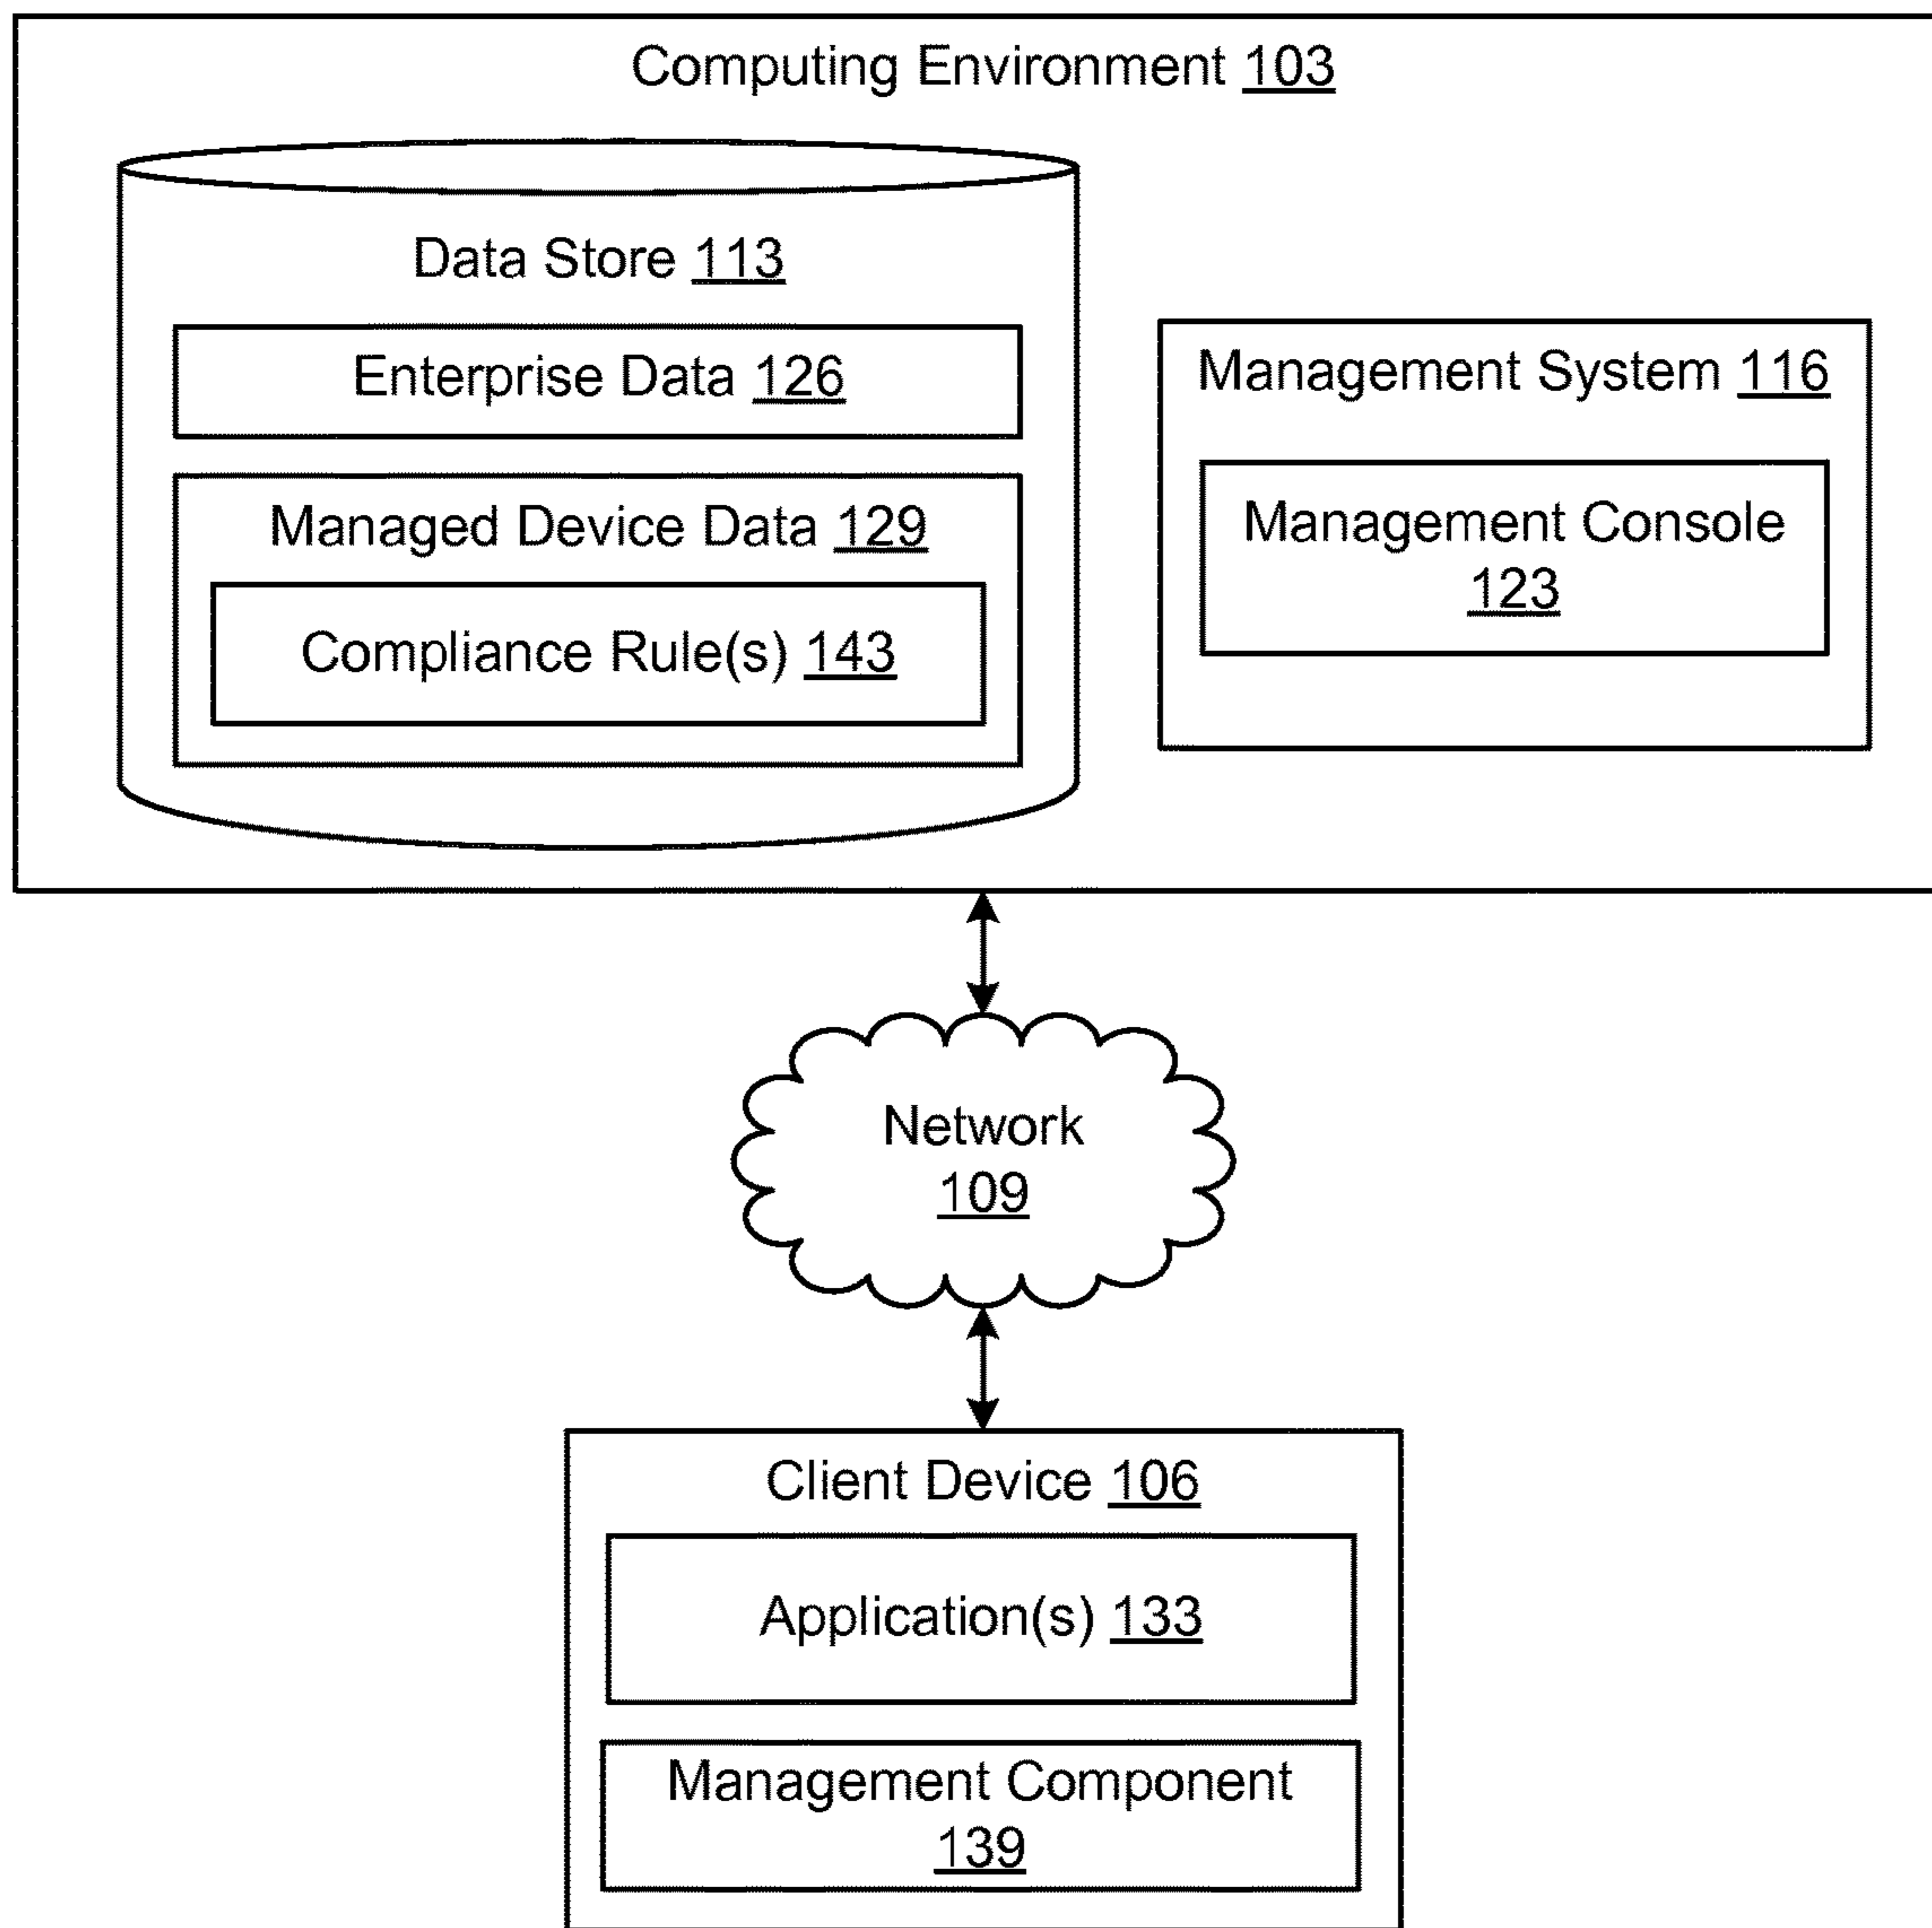 Computing Environment 103
Data Store 113
Enterprise Data 126
Managed Device Data 129
Compliance Rule(s) 143
Management System 116
Management Console
123
Network
109
Client Device 106
Application(s) 133
Management Component
139